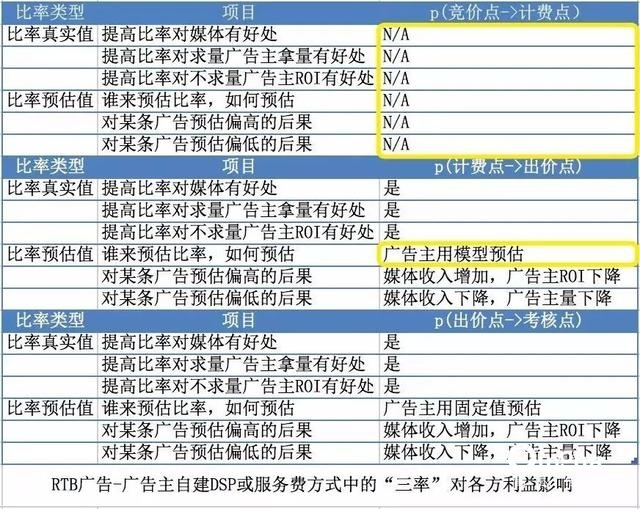 比率类型 项目 p(竞价点->计费点)
比率真实值 提高比率对媒体有好处 N/A
提高比率对求量广告主拿量有好处 N/A
提高比率对不求量广告主ROI有好处 N/A
比率预估值 谁来预估比率，如何预估 N/A
对某条广告预估偏高的后果 N/A
对某条广告预估偏低的后果 N/A
比率类型 项目 p(计费点->出价点)
比率真实值 提高比率对媒体有好处 是
提高比率对求量广告主拿量有好处 是
提高比率对不求量广告主ROI有好处 是
比率预估值 谁来预估比率，如何预估 广告主用模型预估
对某条广告预估偏高的后果 媒体收入增加，广告主ROI下降
对某条广告预估偏低的后果 媒体收入下降，广告主量下降
比率类型 项目 p(出价点->考核点)
比率真实值 提高比率对媒体有好处 是
提高比率对求量广告主拿量有好处 是
提高比率对不求量广告主ROI有好处 是
比率预估值 谁来预估比率，如何预估 广告主用固定值预估
对某条广告预估偏高的后果 媒体收入增加，广告主ROI下降
对某条广告预估偏低的后果 媒体收入下降，广告主量下降
RTB广告-广告主自建DSP或服务费方式中的“三率”对各方利益影响